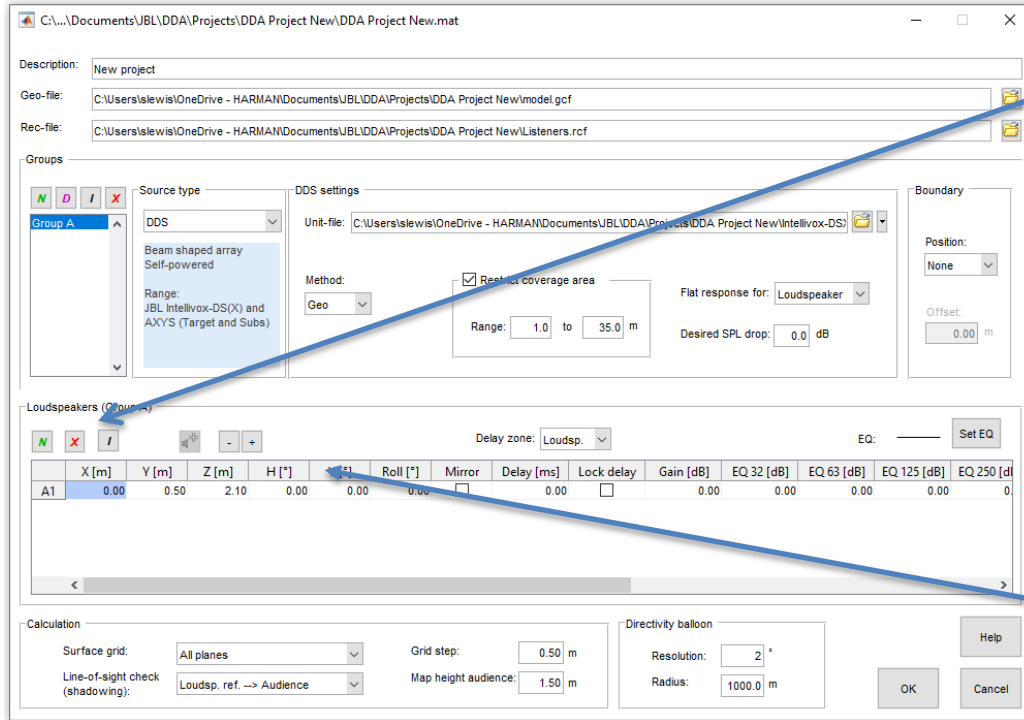 C:\...\Documents\JBL\DDA\Projects\DDA Project New\DDA Project New.mat
Description: New project
Geo-file: C:\Users\slewis\OneDrive - HARMAN\Documents\JBL\DDA\Projects\DDA Project New\model.gcf
Rec-file: C:\Users\slewis\OneDrive - HARMAN\Documents\JBL\DDA\Projects\DDA Project New\Listeners.rcf
Groups
N D I X
Group A
Source type
DDS
Beam shaped array
Self-powered
Range:
JBL Intellivox-DS(X) and
AXYS (Target and Subs)
DDS settings
Unit-file: C:\Users\slewis\OneDrive - HARMAN\Documents\JBL\DDA\Projects\DDA Project New\Intellivox-DS
Method:
Geo
Restrict coverage area
Range: 1.0 to 35.0 m
Flat response for: Loudspeaker
Desired SPL drop: 0.0 dB
Boundary
Position:
None
Offset:
0.00 m
Loudspeakers (Group A)
N X I - + Delay zone: Loudsp. EQ: Set EQ
X [m] Y [m] Z [m] H [°] [°] Roll [°] Mirror Delay [ms] Lock delay Gain [dB] EQ 32 [dB] EQ 63 [dB] EQ 125 [dB] EQ 250 [d
A1 0.00 0.50 2.10 0.00 0.00 0.00 0.00 0.00 0.00 0.00 0.00 0.
Calculation
Surface grid: All planes
Line-of-sight check
(shadowing): Loudsp. ref. --> Audience
Grid step: 0.50 m
Map height audience: 1.50 m
Directivity balloon
Resolution: 2 °
Radius: 1000.0 m
Help
OK Cancel